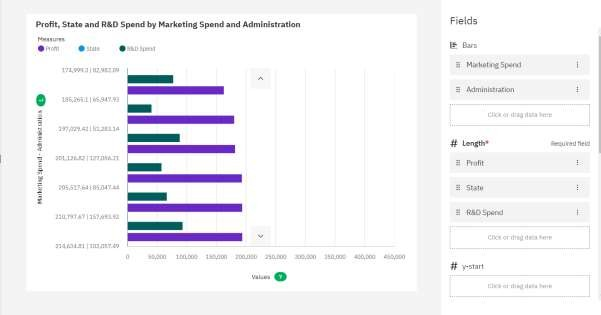 Profit, State and R&D Spend by Marketing Spend and Administration
Measures
Profit State R&D Spend
174,999.3 | 82,982.09
185,265.1 | 65,947.93
197,029.42 | 51,283.14
201,126.82 | 127,056.21
205,517.64 | 85,047.44
210,797.67 | 157,693.92
214,634.81 | 102,057.49
Marketing Spend - Administration
0 50,000 100,000 150,000 200,000 250,000 300,000 350,000 400,000 450,000
Values
Fields
Bars
Marketing Spend
Administration
Click or drag data here
# Length* Required field
Profit
State
R&D Spend
Click or drag data here
# y-start
Click or drag data here